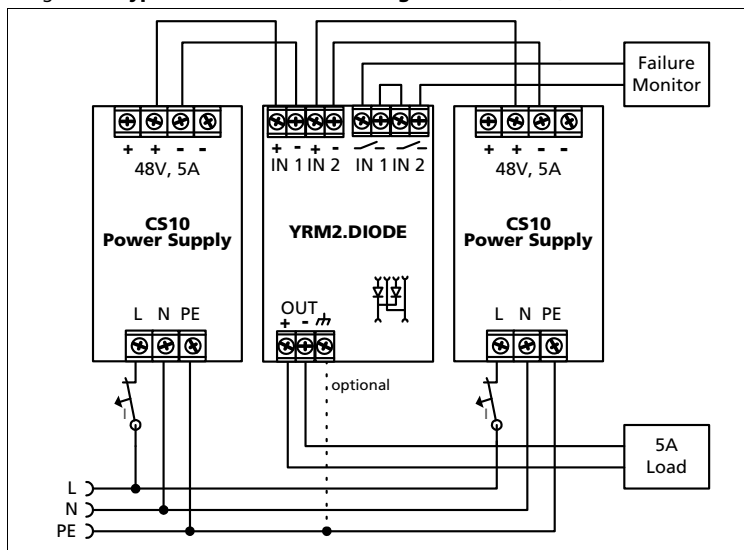 Failure
Monitor
+ + - -
48V, 5A
CS10
Power Supply
L N PE
+ - + -
IN 1 IN 2 IN 1 IN 2
YRM2.DIODE
OUT
+ -
optional
+ + - -
48V, 5A
CS10
Power Supply
L N PE
I
I
5A
Load
L
N
PE